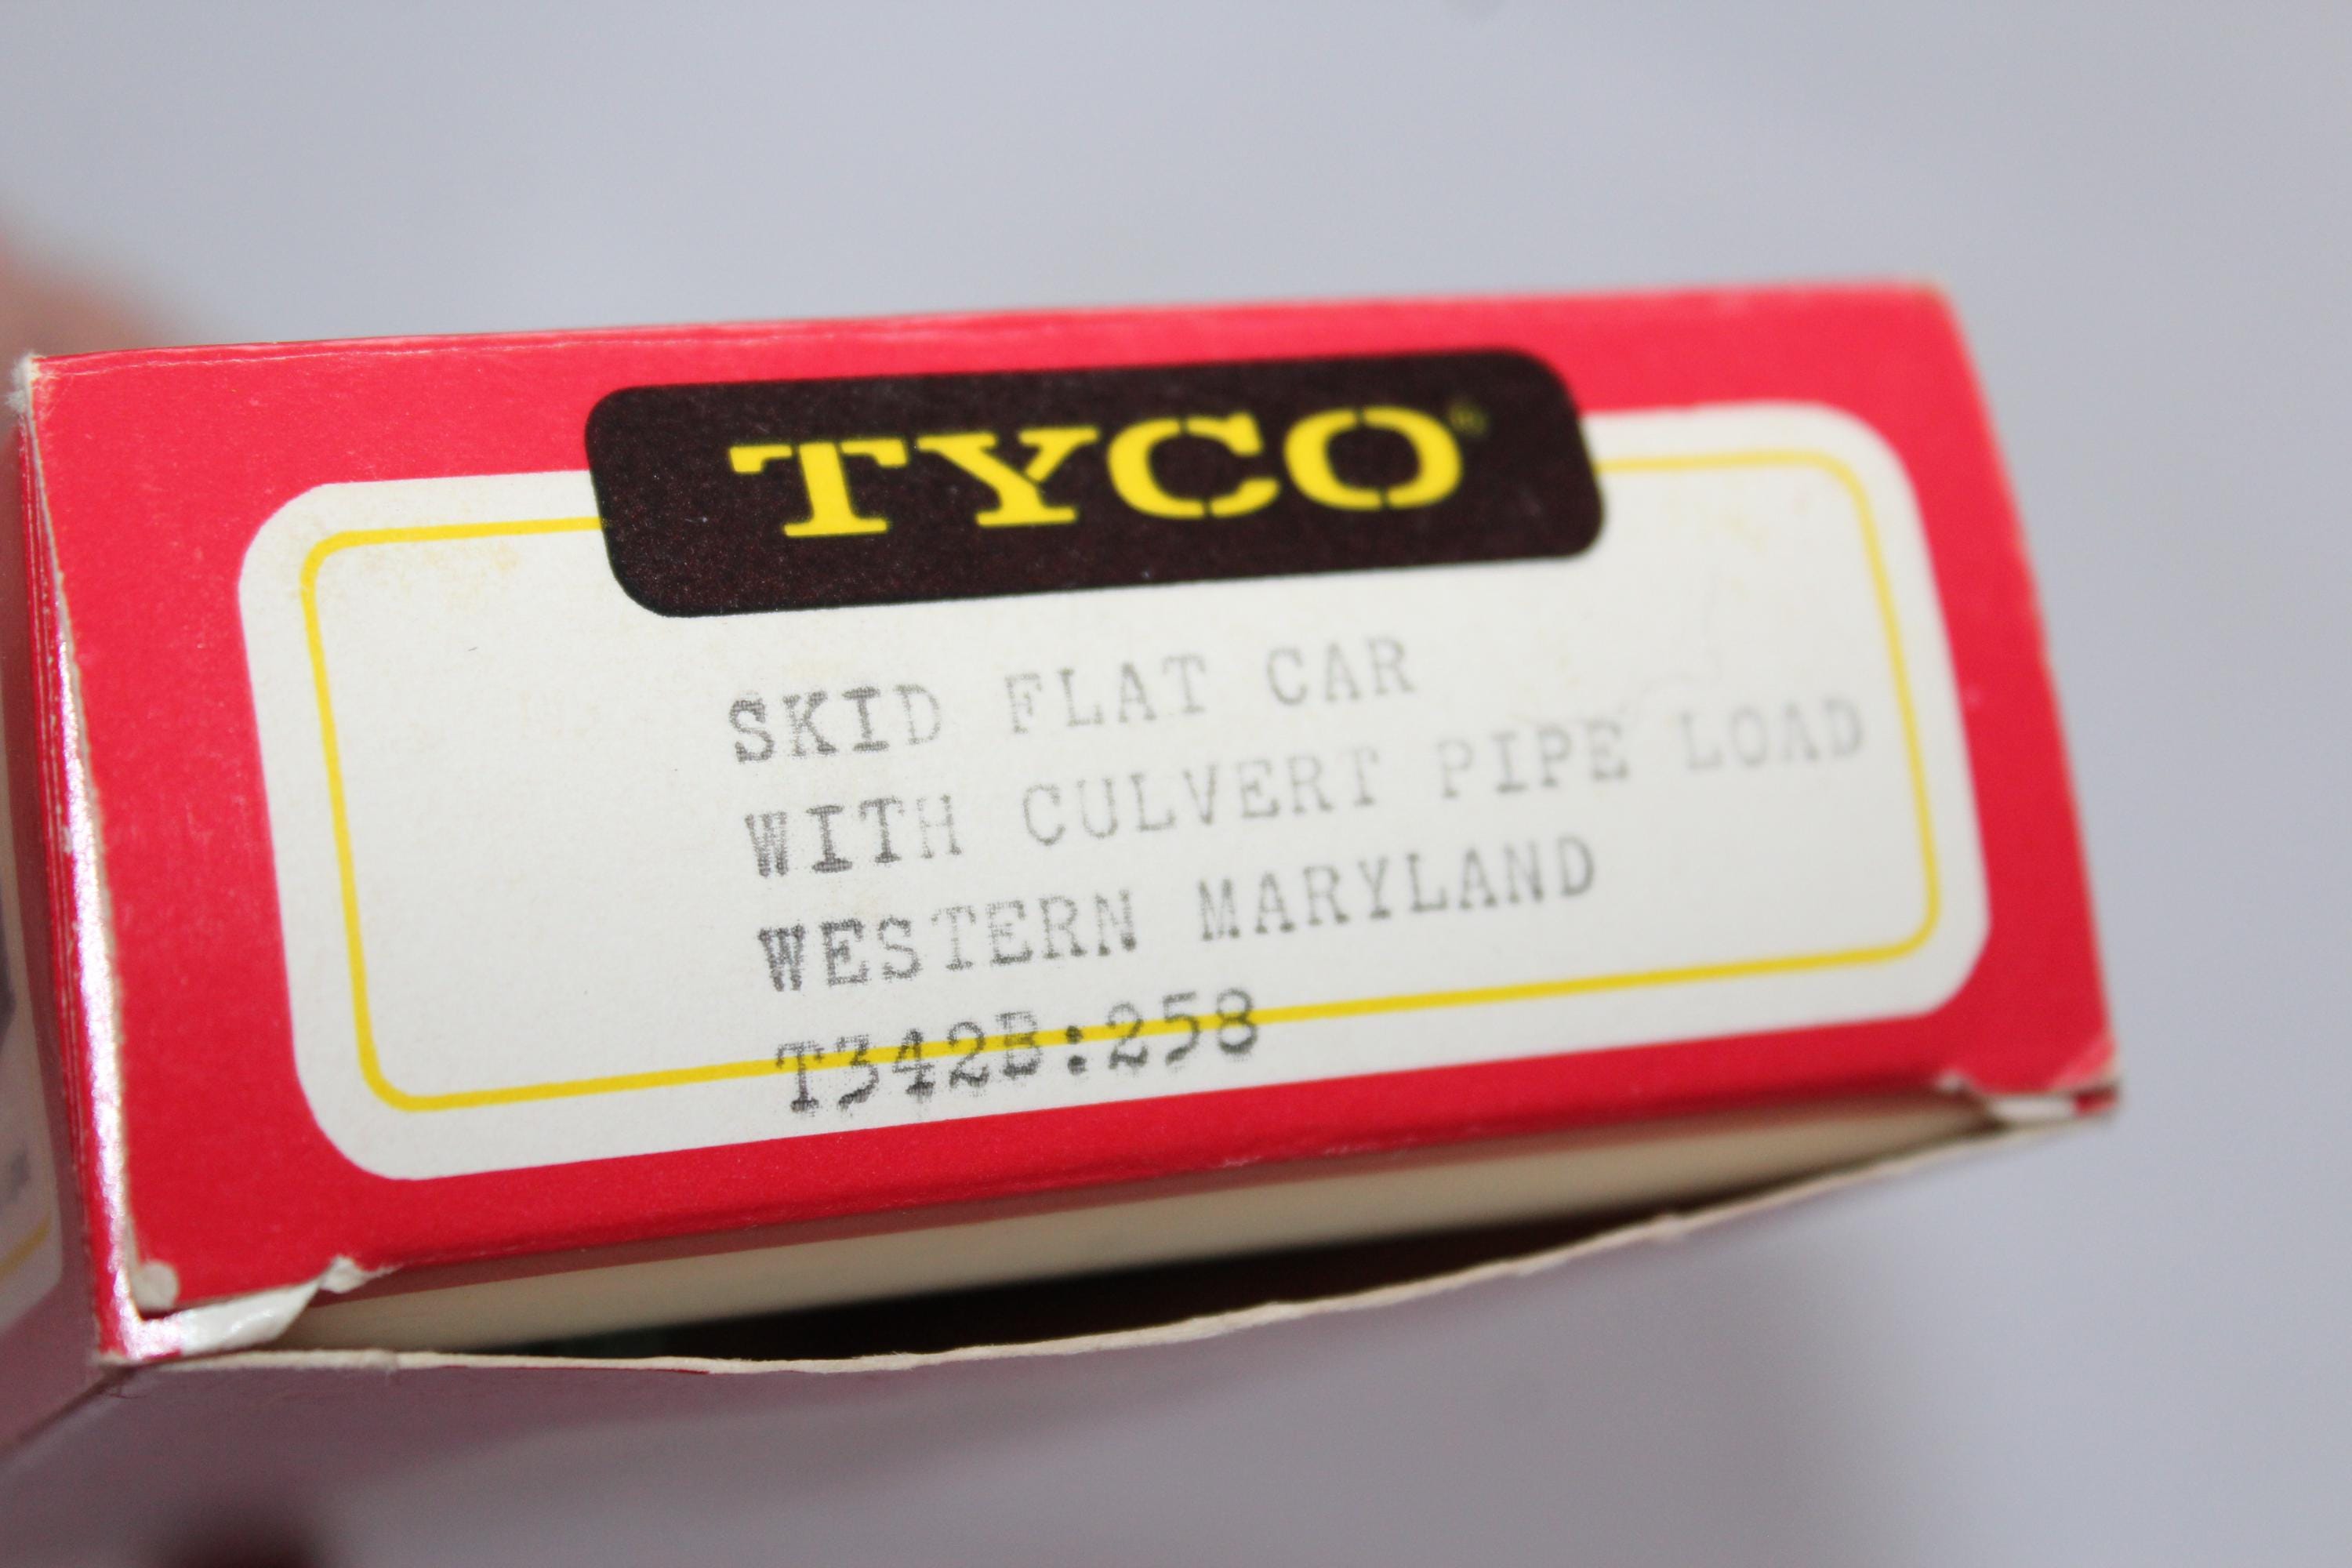 TYCO®
SKID FLAT CAR
WITH CULVERT PIPE LOAD
WESTERN MARYLAND
T342B:258